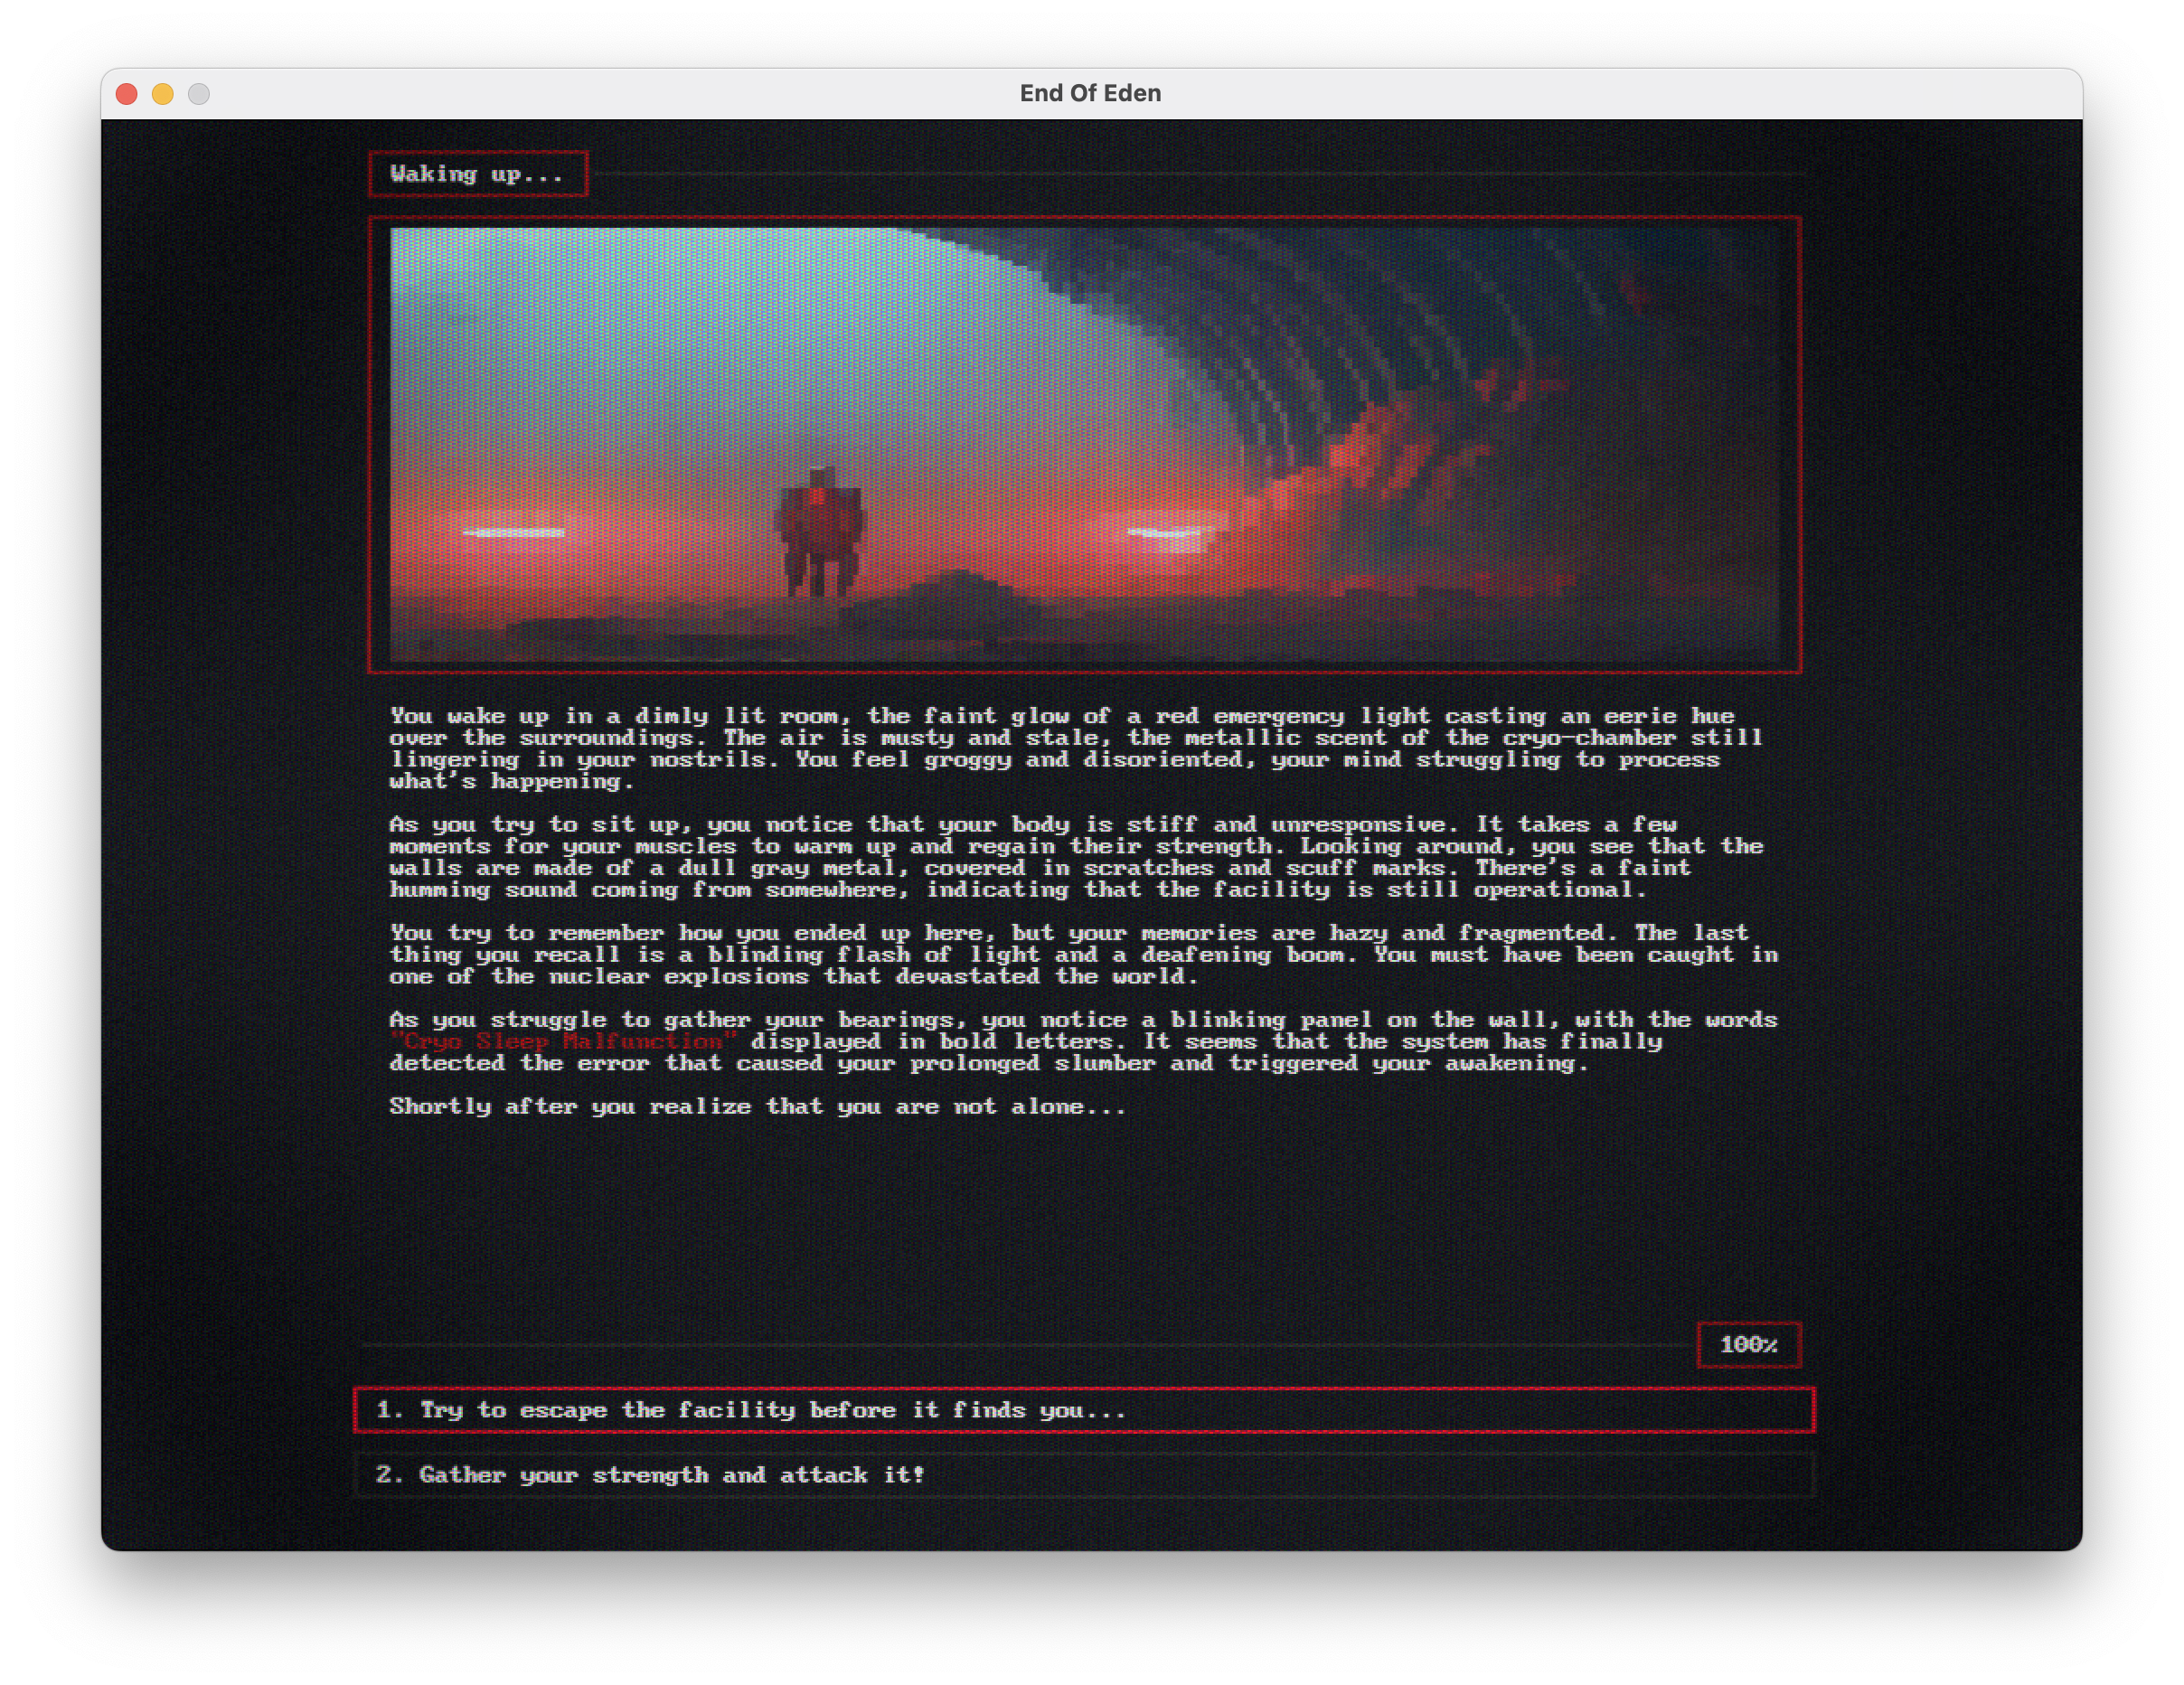 End Of Eden
Waking up...
You wake up in a dimly lit room, the faint glow of a red emergency light casting an eerie hue
over the surroundings. The air is musty and stale, the metallic scent of the cryo-chamber still
lingering in your nostrils. You feel groggy and disoriented, your mind struggling to process
what's happening.
As you try to sit up, you notice that your body is stiff and unresponsive. It takes a few
moments for your muscles to warm up and regain their strength. Looking around, you see that the
walls are made of a dull gray metal, covered in scratches and scuff marks. There's a faint
humming sound coming from somewhere, indicating that the facility is still operational.
You try to remember how you ended up here, but your memories are hazy and fragmented. The last
thing you recall is a blinding flash of light and a deafening boom. You must have been caught in
one of the nuclear explosions that devastated the world.
As you struggle to gather your bearings, you notice a blinking panel on the wall, with the words
"Cryo Sleep Malfunction" displayed in bold letters. It seems that the system has finally
detected the error that caused your prolonged slumber and triggered your awakening.
Shortly after you realize that you are not alone...
100%
1. Try to escape the facility before it finds you...
2. Gather your strength and attack it!